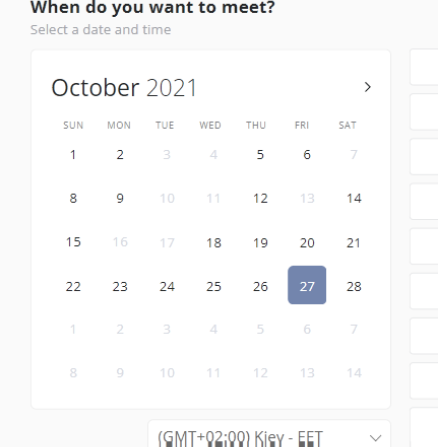 When do you want to meet?
Select a date and time
October 2021
SUN MON TUE WED THU FRI SAT
1 2 3 4 5 6 7
8 9 10 11 12 13 14
15 16 17 18 19 20 21
22 23 24 25 26 27 28
1 2 3 4 5 6 7
8 9 10 11 12 13 14
(GMT+02:00) Kiev - EET